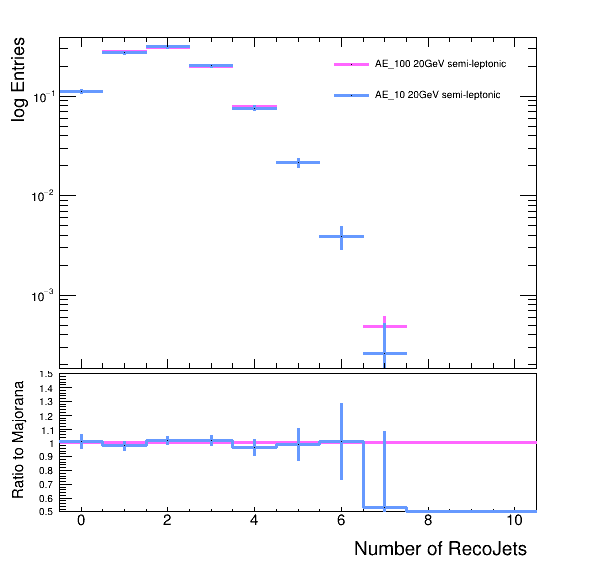 log Entries
10⁻¹
10⁻²
10⁻³
AE_100 20GeV semi-leptonic
AE_10 20GeV semi-leptonic
Ratio to Majorana
1.5
1.4
1.3
1.2
1.1
1
0.9
0.8
0.7
0.6
0.5
0 2 4 6 8 10
Number of RecoJets